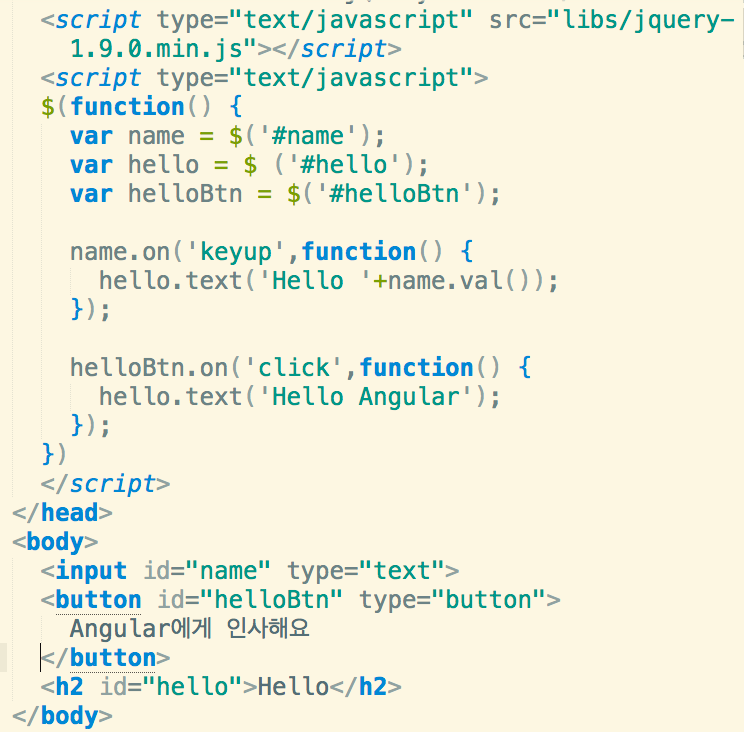 <script type="text/javascript" src="libs/jquery-
1.9.0.min.js"></script>
<script type="text/javascript">
$(function() {
var name = $('#name');
var hello = $ ('#hello');
var helloBtn = $('#helloBtn');
name.on('keyup',function() {
hello.text('Hello '+name.val());
});
helloBtn.on('click',function() {
hello.text('Hello Angular');
});
})
</script>
</head>
<body>
<input id="name" type="text">
<button id="helloBtn" type="button">
Angular에게 인사해요
</button>
<h2 id="hello">Hello</h2>
</body>